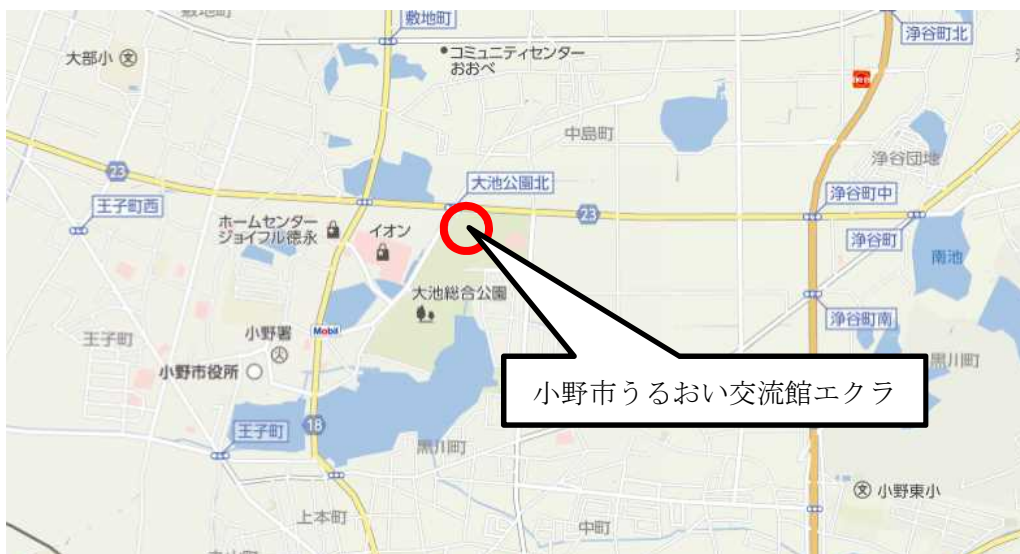 敷地町
敷地町
浄谷町北
大部小
コミュニティセンター
おおべ
中島町
浄谷団地
23
大池公園北
王子町西
23
浄谷町中
ホームセンター
ジョイフル徳永
イオン
浄谷町
南池
大池総合公園
浄谷町南
小野署
Mobil
王子町
黒川町
小野市役所
小野市うるおい交流館エクラ
王子町
18
黒川町
小野東小
上本町
中町